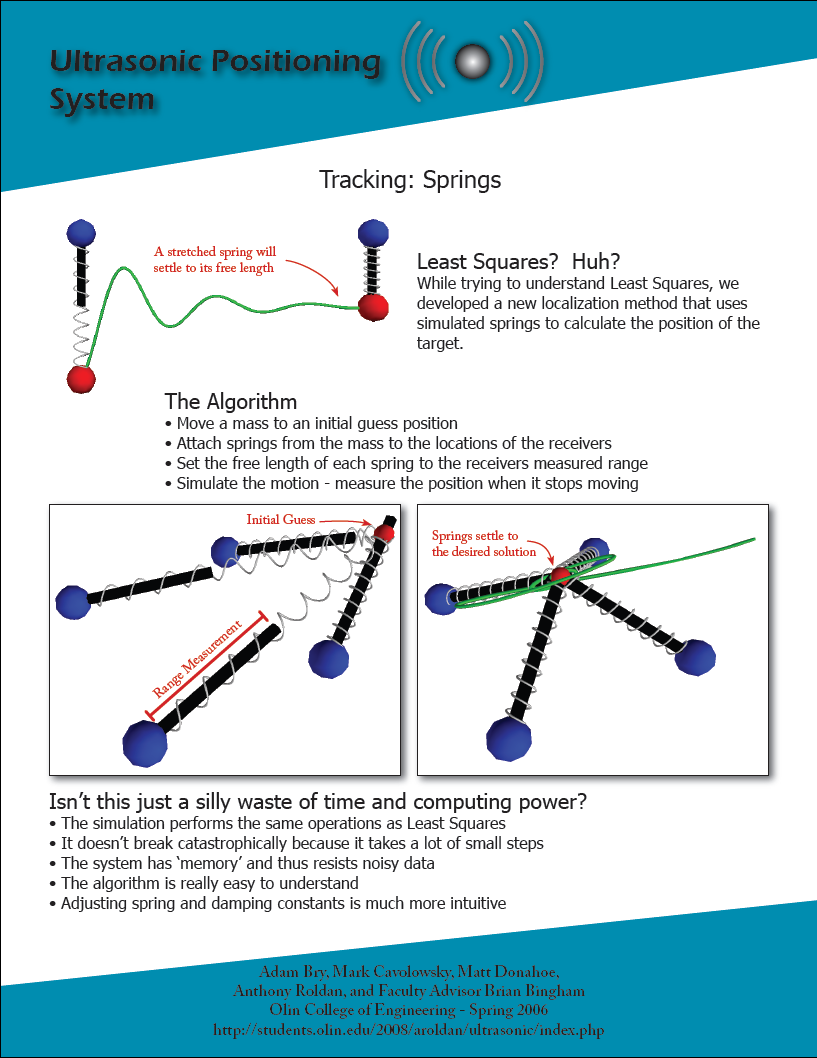 Ultrasonic Positioning
System
Tracking: Springs
A stretched spring will
settle to its free length
Least Squares?  Huh?
While trying to understand Least Squares, we
developed a new localization method that uses
simulated springs to calculate the position of the
target.
The Algorithm
• Move a mass to an initial guess position
• Attach springs from the mass to the locations of the receivers
• Set the free length of each spring to the receivers measured range
• Simulate the motion - measure the position when it stops moving
Initial Guess
Range Measurement
Springs settle to
the desired solution
Isn't this just a silly waste of time and computing power?
• The simulation performs the same operations as Least Squares
• It doesn't break catastrophically because it takes a lot of small steps
• The system has 'memory' and thus resists noisy data
• The algorithm is really easy to understand
• Adjusting spring and damping constants is much more intuitive
Adam Bry, Mark Cavolowsky, Matt Donahoe,
Anthony Roldan, and Faculty Advisor Brian Bingham
Olin College of Engineering - Spring 2006
http://students.olin.edu/2008/aroldan/ultrasonic/index.php